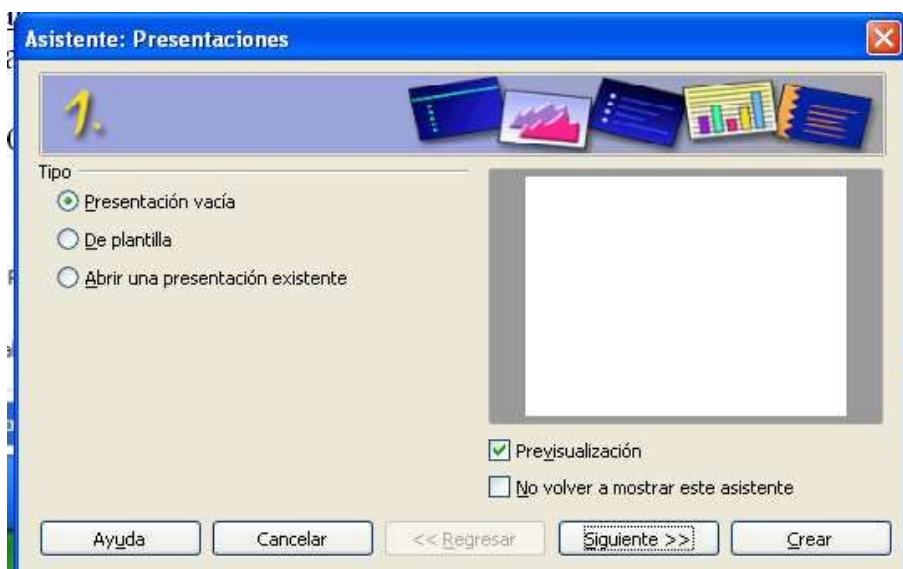 Asistente: Presentaciones
1.
Tipo
Presentación vacía
De plantilla
Abrir una presentación existente
Previsualización
No volver a mostrar este asistente
Ayuda Cancelar << Regresar Siguiente >> Crear